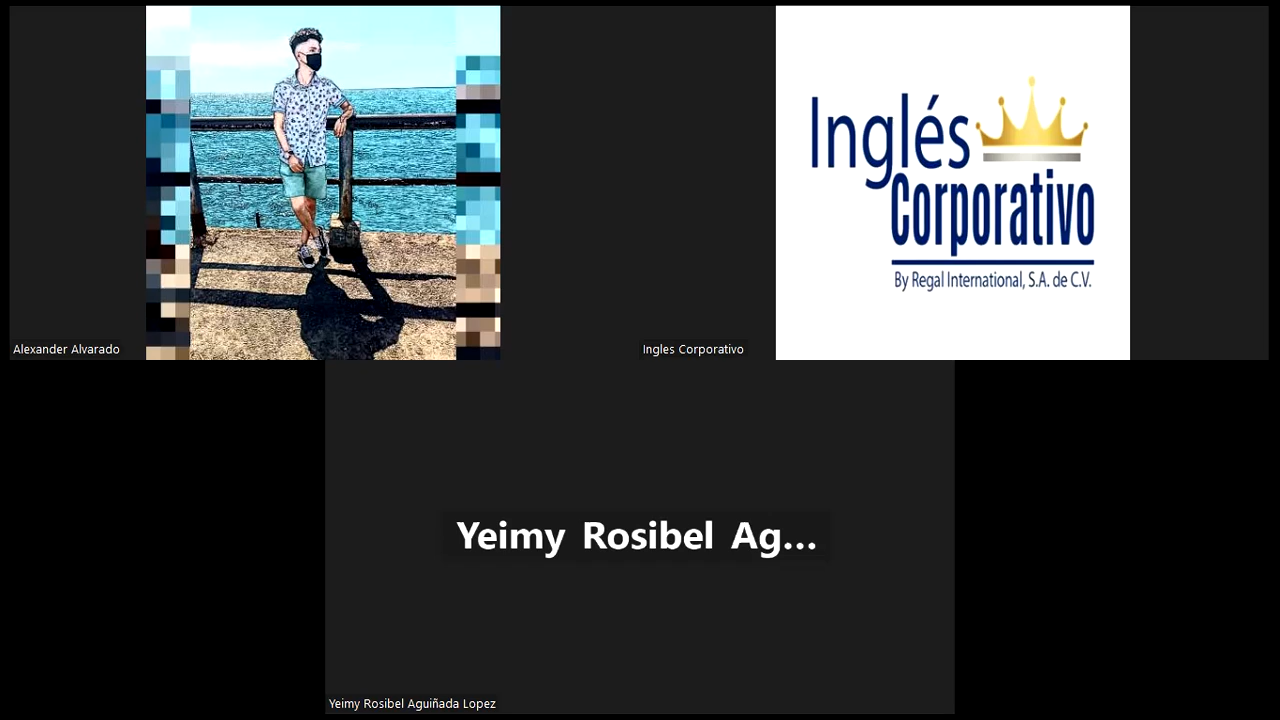 Inglés
Corporativo
By Regal International, S.A. de C.V.
Alexander Alvarado
Ingles Corporativo
Yeimy Rosibel Ag...
Yeimy Rosibel Aguiñada Lopez